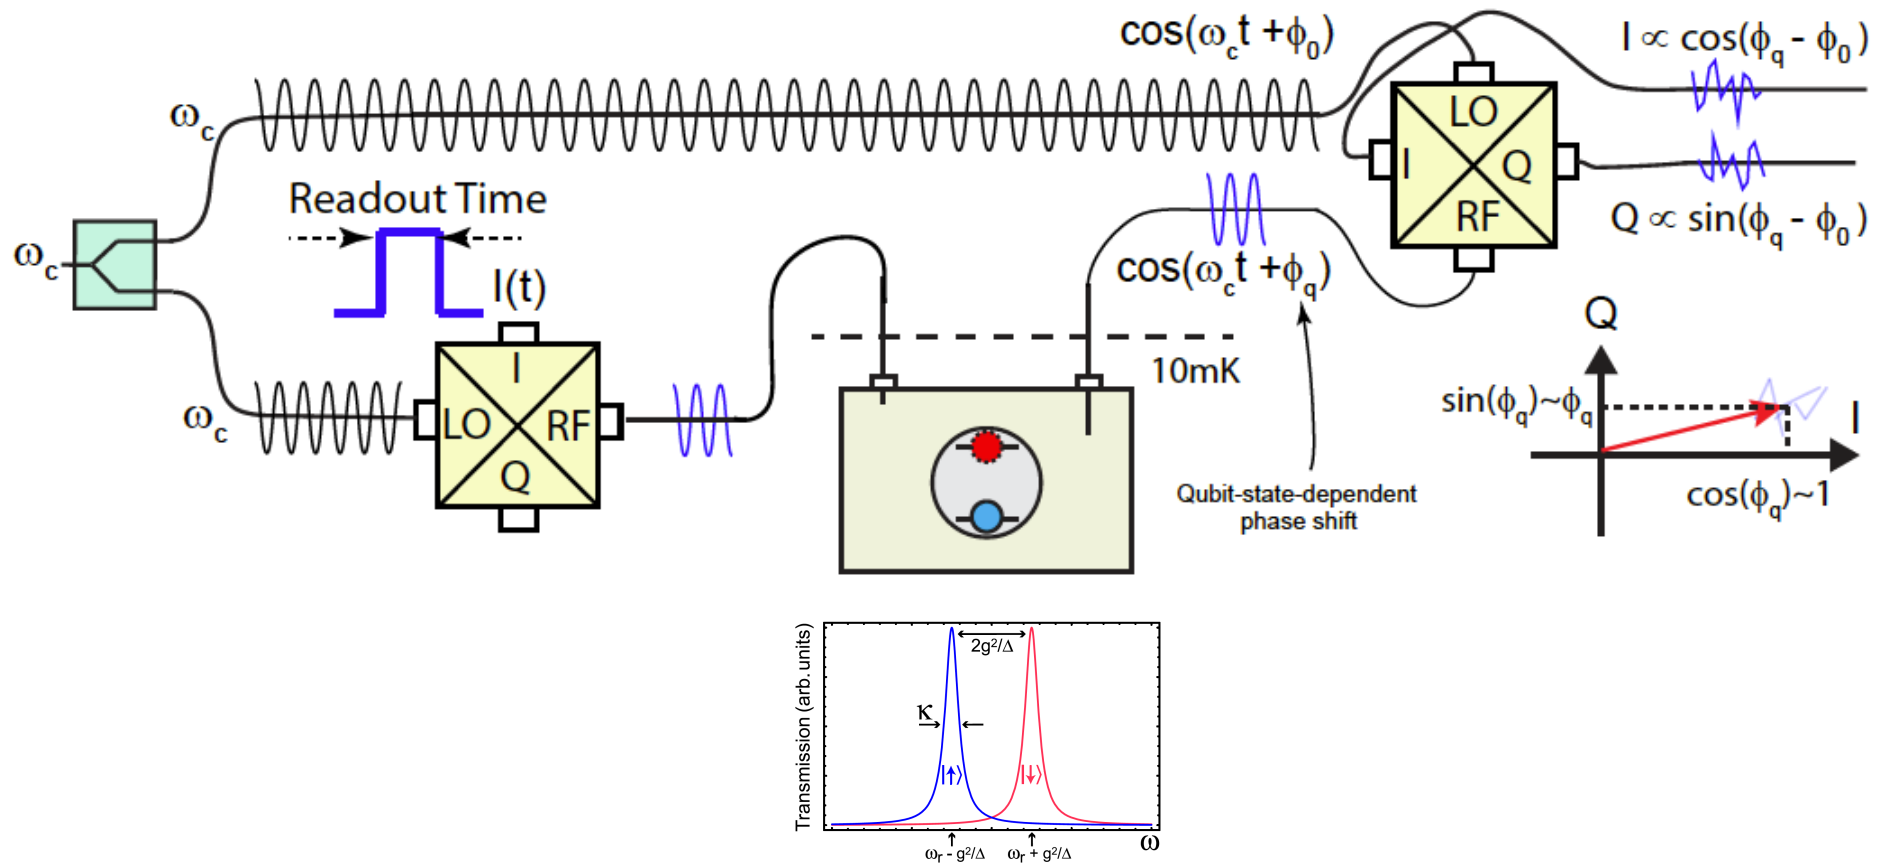 cos(ω_c t + ϕ_0)
I ∝ cos(ϕ_q - ϕ_0)
ω_c
LO
I
Q
RF
Readout Time
Q ∝ sin(ϕ_q - ϕ_0)
ω_c
I(t)
cos(ω_c t + ϕ_q)
10mK
Q
I
sin(ϕ_q)~ϕ_q
cos(ϕ_q)~1
ω_c
I
LO
RF
Q
Qubit-state-dependent
phase shift
Transmission (arb. units)
2g²/Δ
κ
|↑⟩
|↓⟩
ω_r - g²/Δ
ω_r + g²/Δ
ω